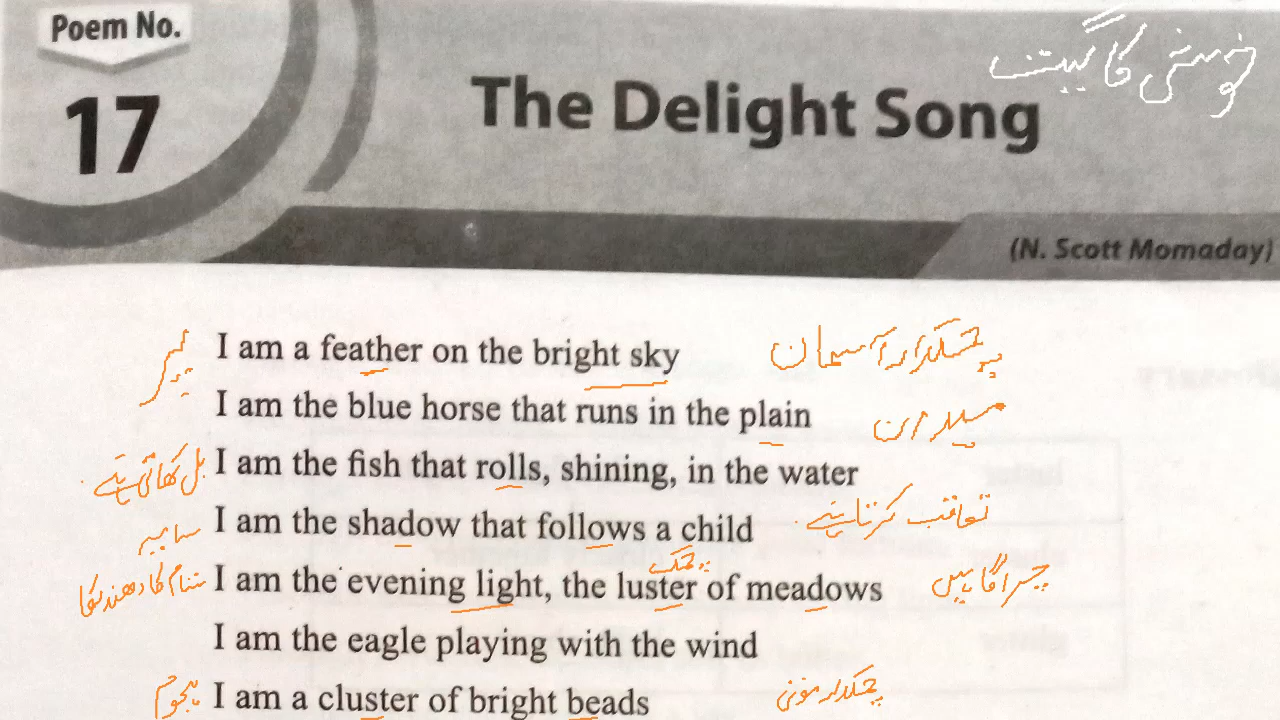 Poem No.
17
The Delight Song
خوشی کا گیت
(N. Scott Momaday)
I am a feather on the bright sky
پر
چمکدار آسمان
I am the blue horse that runs in the plain
میدان
I am the fish that rolls, shining, in the water
بل کھاتی ہے
I am the shadow that follows a child
سایہ
تعاقب کرتا ہے
I am the evening light, the luster of meadows
شام کا دھندلکا
چمک
چراگاہیں
I am the eagle playing with the wind
I am a cluster of bright beads
ہجوم
چمکدار موتی